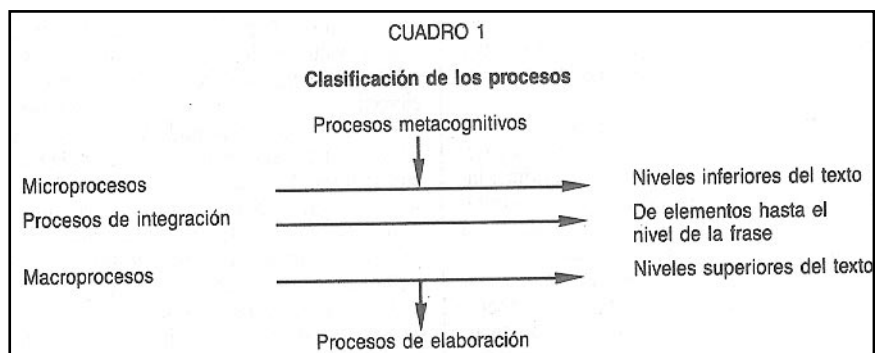 CUADRO 1
Clasificación de los procesos
Procesos metacognitivos
Microprocesos
Niveles inferiores del texto
Procesos de integración
De elementos hasta el
nivel de la frase
Macroprocesos
Niveles superiores del texto
Procesos de elaboración